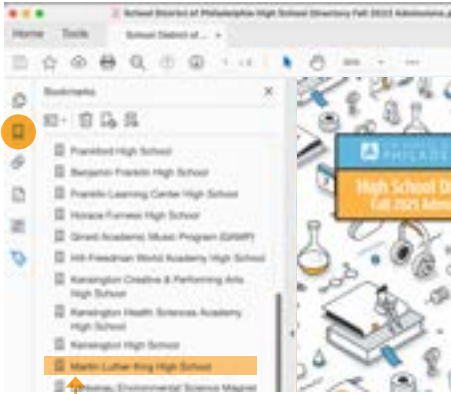 School District of Philadelphia High School Directory Fall 2023 Admissions.p
Home Tools School District of ...
Bookmarks
Frankford High School
Benjamin Franklin High School
Franklin Learning Center High School
Horace Furness High School
Girard Academic Music Program (GAMP)
Hill-Freedman World Academy High School
Kensington Creative & Performing Arts
High School
Kensington Health Sciences Academy
High School
Kensington High School
Martin Luther King High School
Environmental Science Magnet
PHILADE
High School Di
Fall 2023 Admi